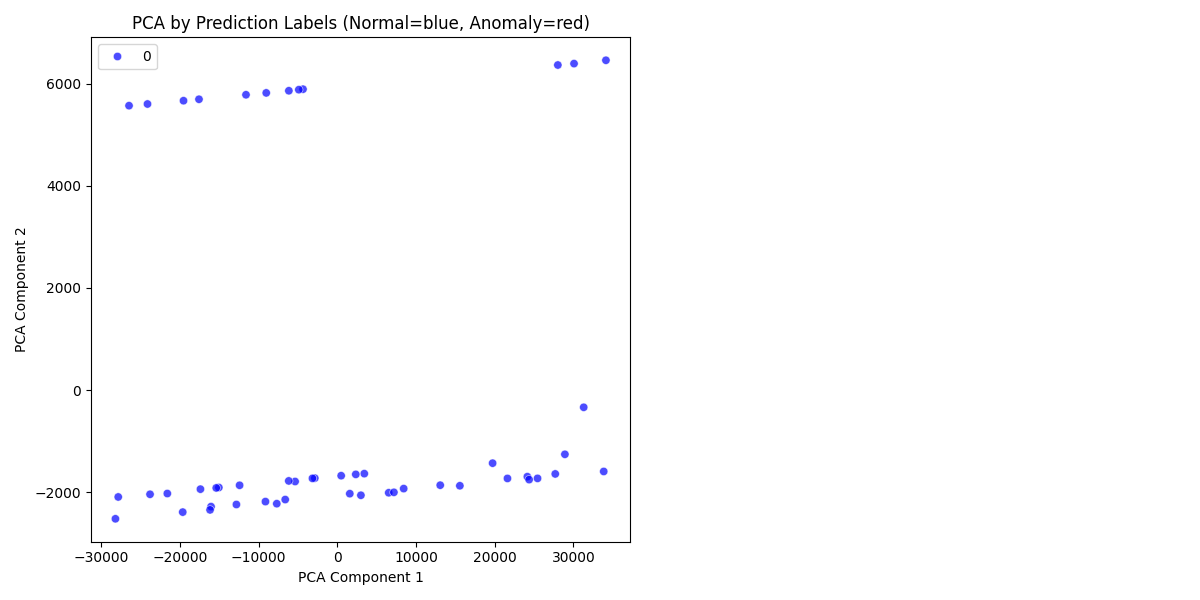 PCA by Prediction Labels (Normal=blue, Anomaly=red)
0
6000
4000
2000
0
−2000
PCA Component 2
−30000 −20000 −10000 0 10000 20000 30000
PCA Component 1